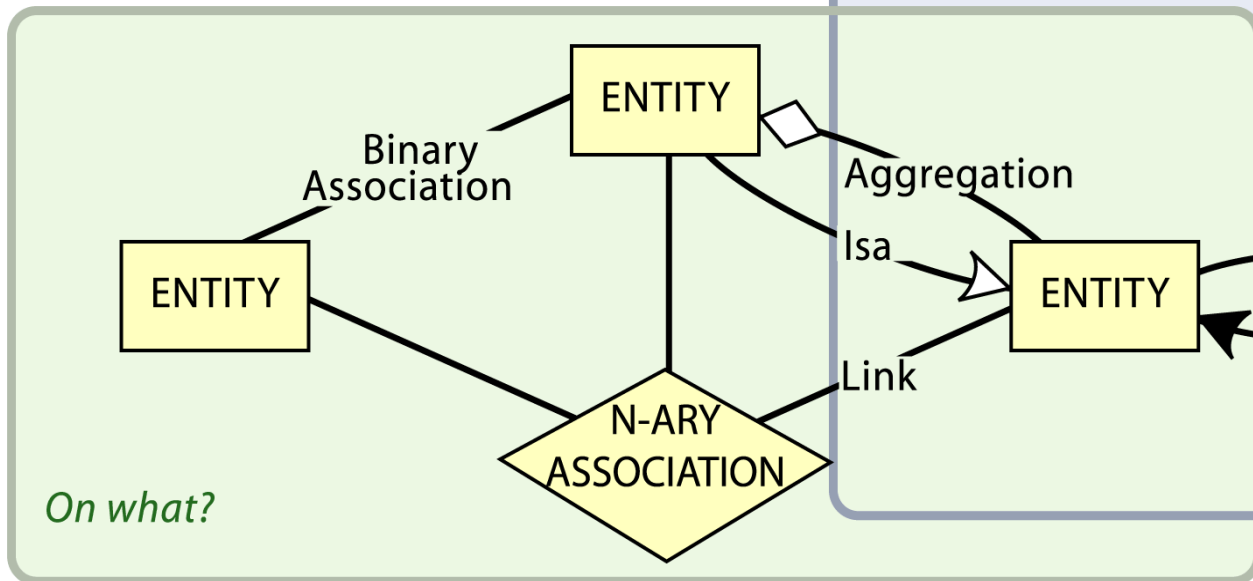 ENTITY
Binary
Association
Aggregation
Isa
ENTITY
ENTITY
Link
N-ARY
ASSOCIATION
On what?